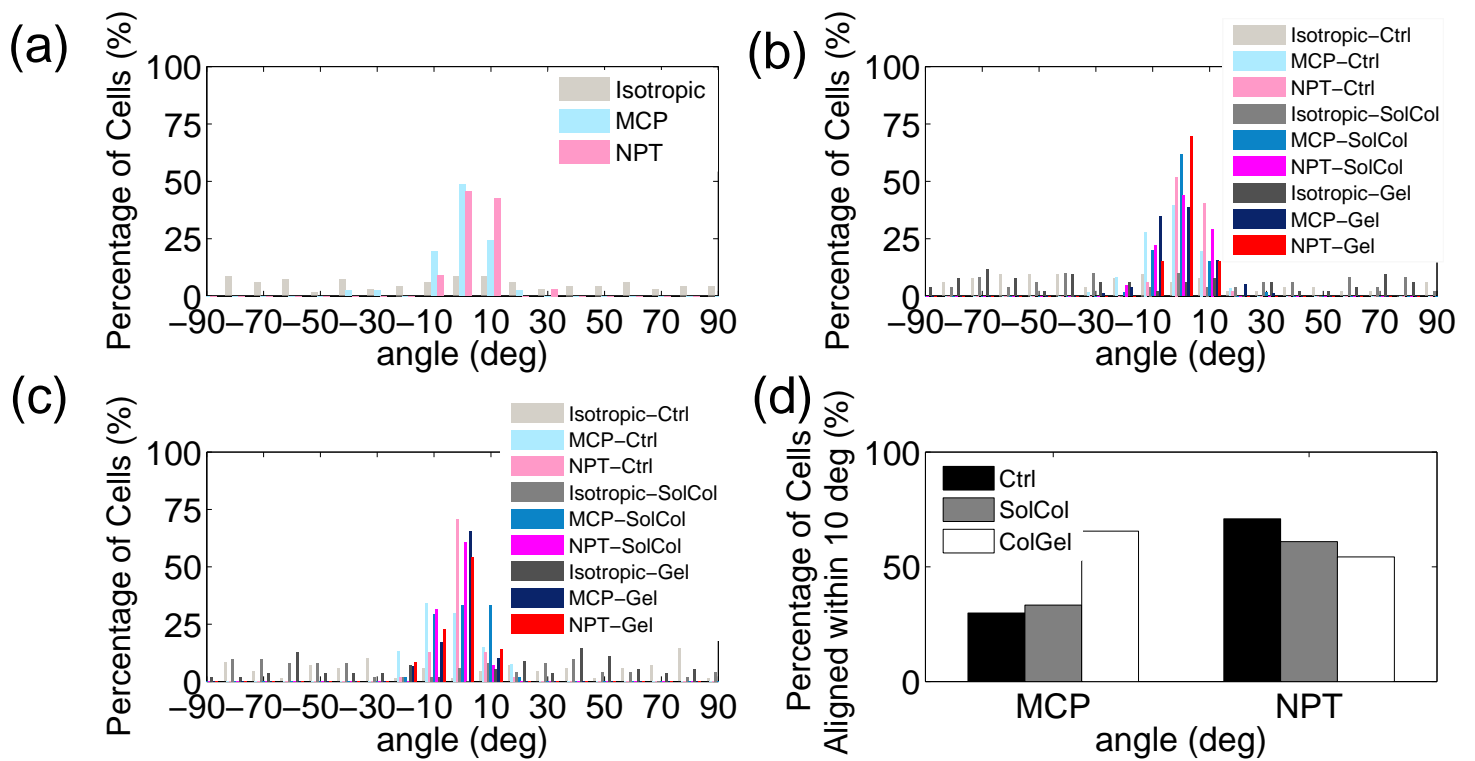 (a)
Percentage of Cells (%)
100
75
50
25
0
Isotropic
MCP
NPT
−90 −70 −50 −30 −10 10 30 50 70 90
angle (deg)
(b)
Percentage of Cells (%)
100
75
50
25
0
Isotropic−Ctrl
MCP−Ctrl
NPT−Ctrl
Isotropic−SolCol
MCP−SolCol
NPT−SolCol
Isotropic−Gel
MCP−Gel
NPT−Gel
−90 −70 −50 −30 −10 10 30 50 70 90
angle (deg)
(c)
Percentage of Cells (%)
100
75
50
25
0
Isotropic−Ctrl
MCP−Ctrl
NPT−Ctrl
Isotropic−SolCol
MCP−SolCol
NPT−SolCol
Isotropic−Gel
MCP−Gel
NPT−Gel
−90 −70 −50 −30 −10 10 30 50 70 90
angle (deg)
(d)
Percentage of Cells
Aligned within 10 deg (%)
100
50
0
Ctrl
SolCol
ColGel
MCP NPT
angle (deg)